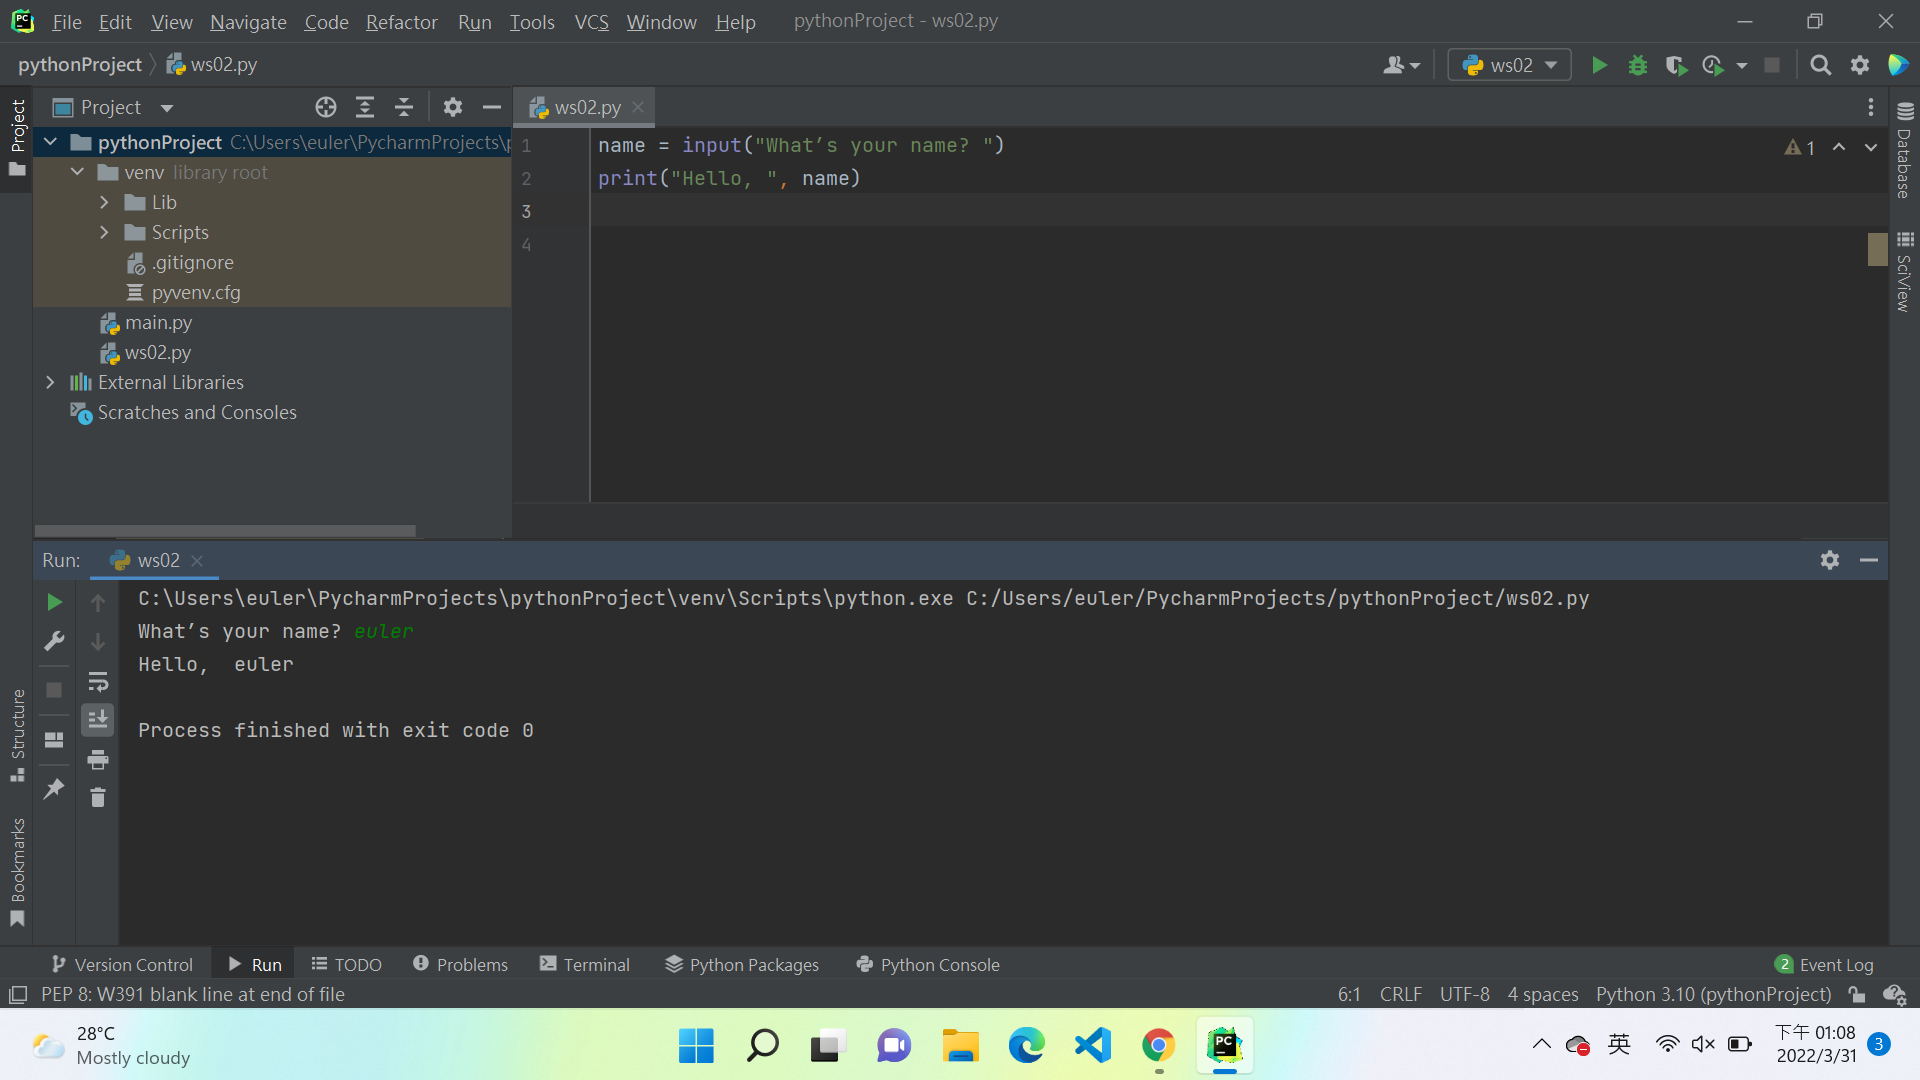 File Edit View Navigate Code Refactor Run Tools VCS Window Help pythonProject - ws02.py
pythonProject ws02.py
ws02
Project
Project
ws02.py
pythonProject C:\Users\euler\PycharmProjects\p
venv library root
Lib
Scripts
.gitignore
pyvenv.cfg
main.py
ws02.py
External Libraries
Scratches and Consoles
1 name = input("What’s your name? ")
2 print("Hello, ", name)
3
4
1
Database
SciView
Run: ws02
C:\Users\euler\PycharmProjects\pythonProject\venv\Scripts\python.exe C:/Users/euler/PycharmProjects/pythonProject/ws02.py
What’s your name? euler
Hello,  euler
Process finished with exit code 0
Structure
Bookmarks
Version Control Run TODO Problems Terminal Python Packages Python Console 2 Event Log
PEP 8: W391 blank line at end of file 6:1 CRLF UTF-8 4 spaces Python 3.10 (pythonProject)
28°C
Mostly cloudy
PC
PC
英
下午 01:08
2022/3/31
3